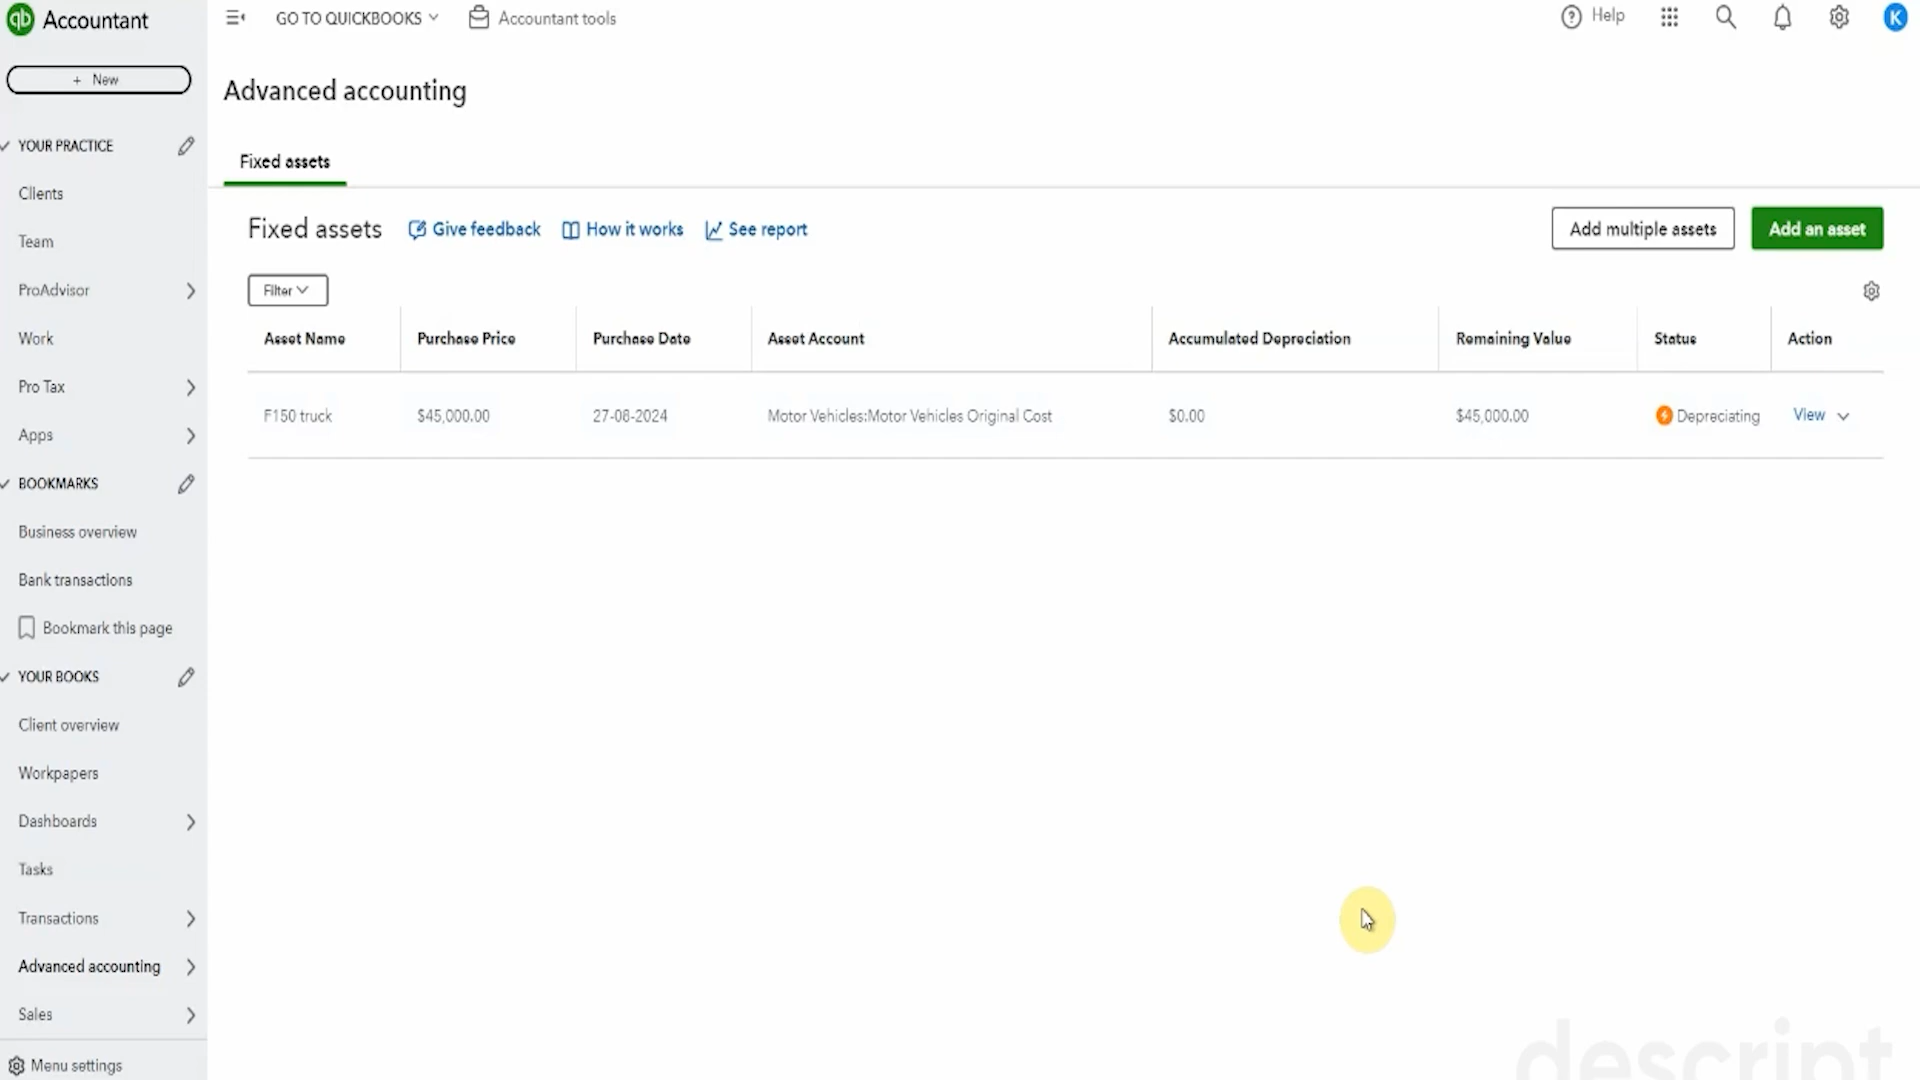 qb Accountant
GO TO QUICKBOOKS
Accountant tools
Help
K
+ New
Advanced accounting
YOUR PRACTICE
Clients
Team
ProAdvisor
Work
Pro Tax
Apps
BOOKMARKS
Business overview
Bank transactions
Bookmark this page
YOUR BOOKS
Client overview
Workpapers
Dashboards
Tasks
Transactions
Advanced accounting
Sales
Menu settings
Fixed assets
Fixed assets Give feedback How it works See report
Add multiple assets Add an asset
Filter
Asset Name Purchase Price Purchase Date Asset Account Accumulated Depreciation Remaining Value Status Action
F150 truck $45,000.00 27-08-2024 Motor Vehicles:Motor Vehicles Original Cost $0.00 $45,000.00 Depreciating View
descript